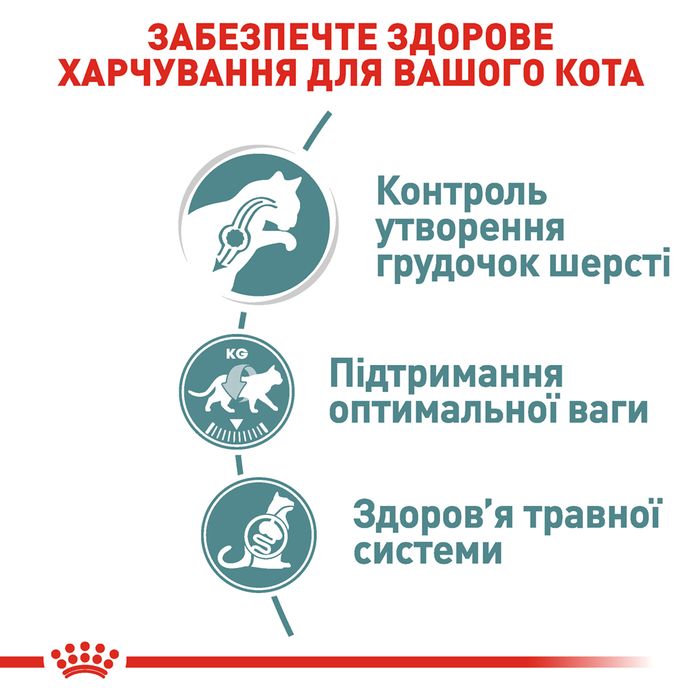 ЗАБЕЗПЕЧТЕ ЗДОРОВЕ
ХАРЧУВАННЯ ДЛЯ ВАШОГО КОТА
Контроль
утворення
грудочок шерсті
KG
Підтримання
оптимальної ваги
Здоров’я травної
системи